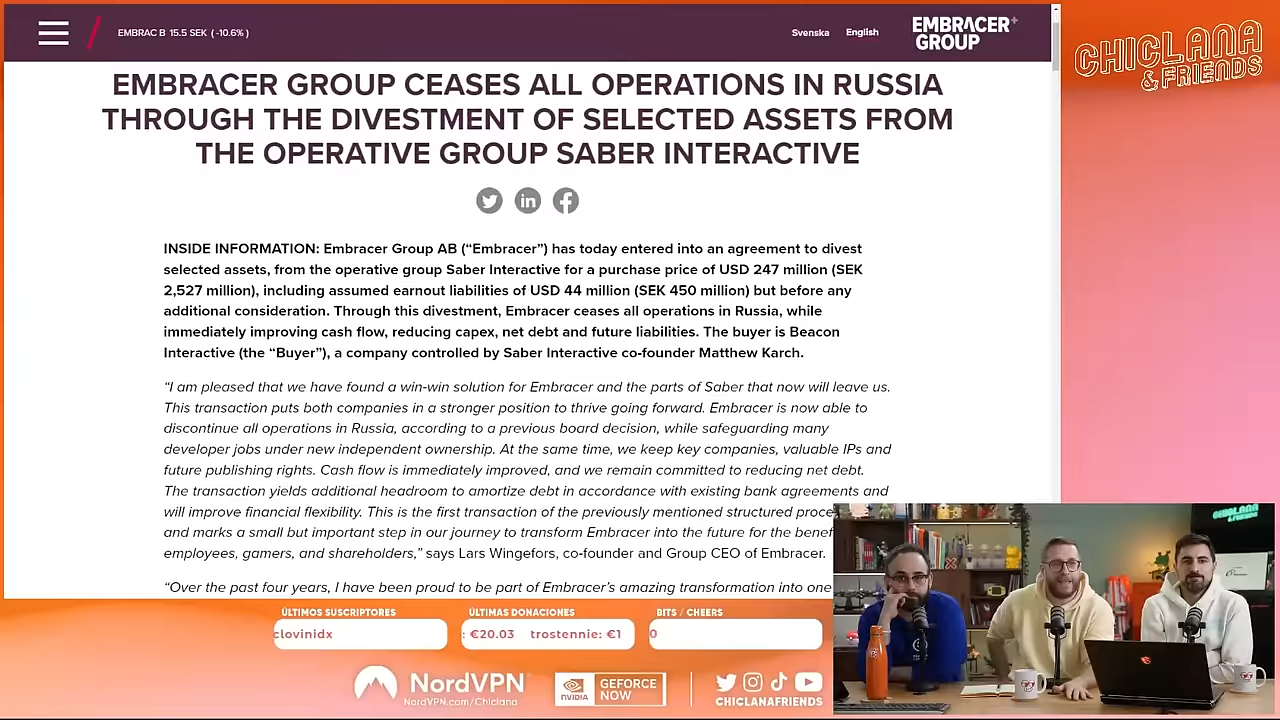 EMBRAC B 15.5 SEK ( -10.6% )
Svenska
English
EMBRACER+
GROUP
CHICLANA
& FRIENDS
EMBRACER GROUP CEASES ALL OPERATIONS IN RUSSIA
THROUGH THE DIVESTMENT OF SELECTED ASSETS FROM
THE OPERATIVE GROUP SABER INTERACTIVE
INSIDE INFORMATION: Embracer Group AB (“Embracer”) has today entered into an agreement to divest
selected assets, from the operative group Saber Interactive for a purchase price of USD 247 million (SEK
2,527 million), including assumed earnout liabilities of USD 44 million (SEK 450 million) but before any
additional consideration. Through this divestment, Embracer ceases all operations in Russia, while
immediately improving cash flow, reducing capex, net debt and future liabilities. The buyer is Beacon
Interactive (the “Buyer”), a company controlled by Saber Interactive co-founder Matthew Karch.
“I am pleased that we have found a win-win solution for Embracer and the parts of Saber that now will leave us.
This transaction puts both companies in a stronger position to thrive going forward. Embracer is now able to
discontinue all operations in Russia, according to a previous board decision, while safeguarding many
developer jobs under new independent ownership. At the same time, we keep key companies, valuable IPs and
future publishing rights. Cash flow is immediately improved, and we remain committed to reducing net debt.
The transaction yields additional headroom to amortize debt in accordance with existing bank agreements and
will improve financial flexibility. This is the first transaction of the previously mentioned structured proce
and marks a small but important step in our journey to transform Embracer into the future for the benef
employees, gamers, and shareholders,” says Lars Wingefors, co-founder and Group CEO of Embracer.
“Over the past four years, I have been proud to be part of Embracer’s amazing transformation into one
CHICLANA
& FRIENDS
ÚLTIMOS SUSCRIPTORES
clovinidx
ÚLTIMAS DONACIONES
: €20.03 trostennie: €1
BITS / CHEERS
0
NordVPN
NordVPN.com/Chiclana
NVIDIA
GEFORCE
NOW
CHICLANAFRIENDS